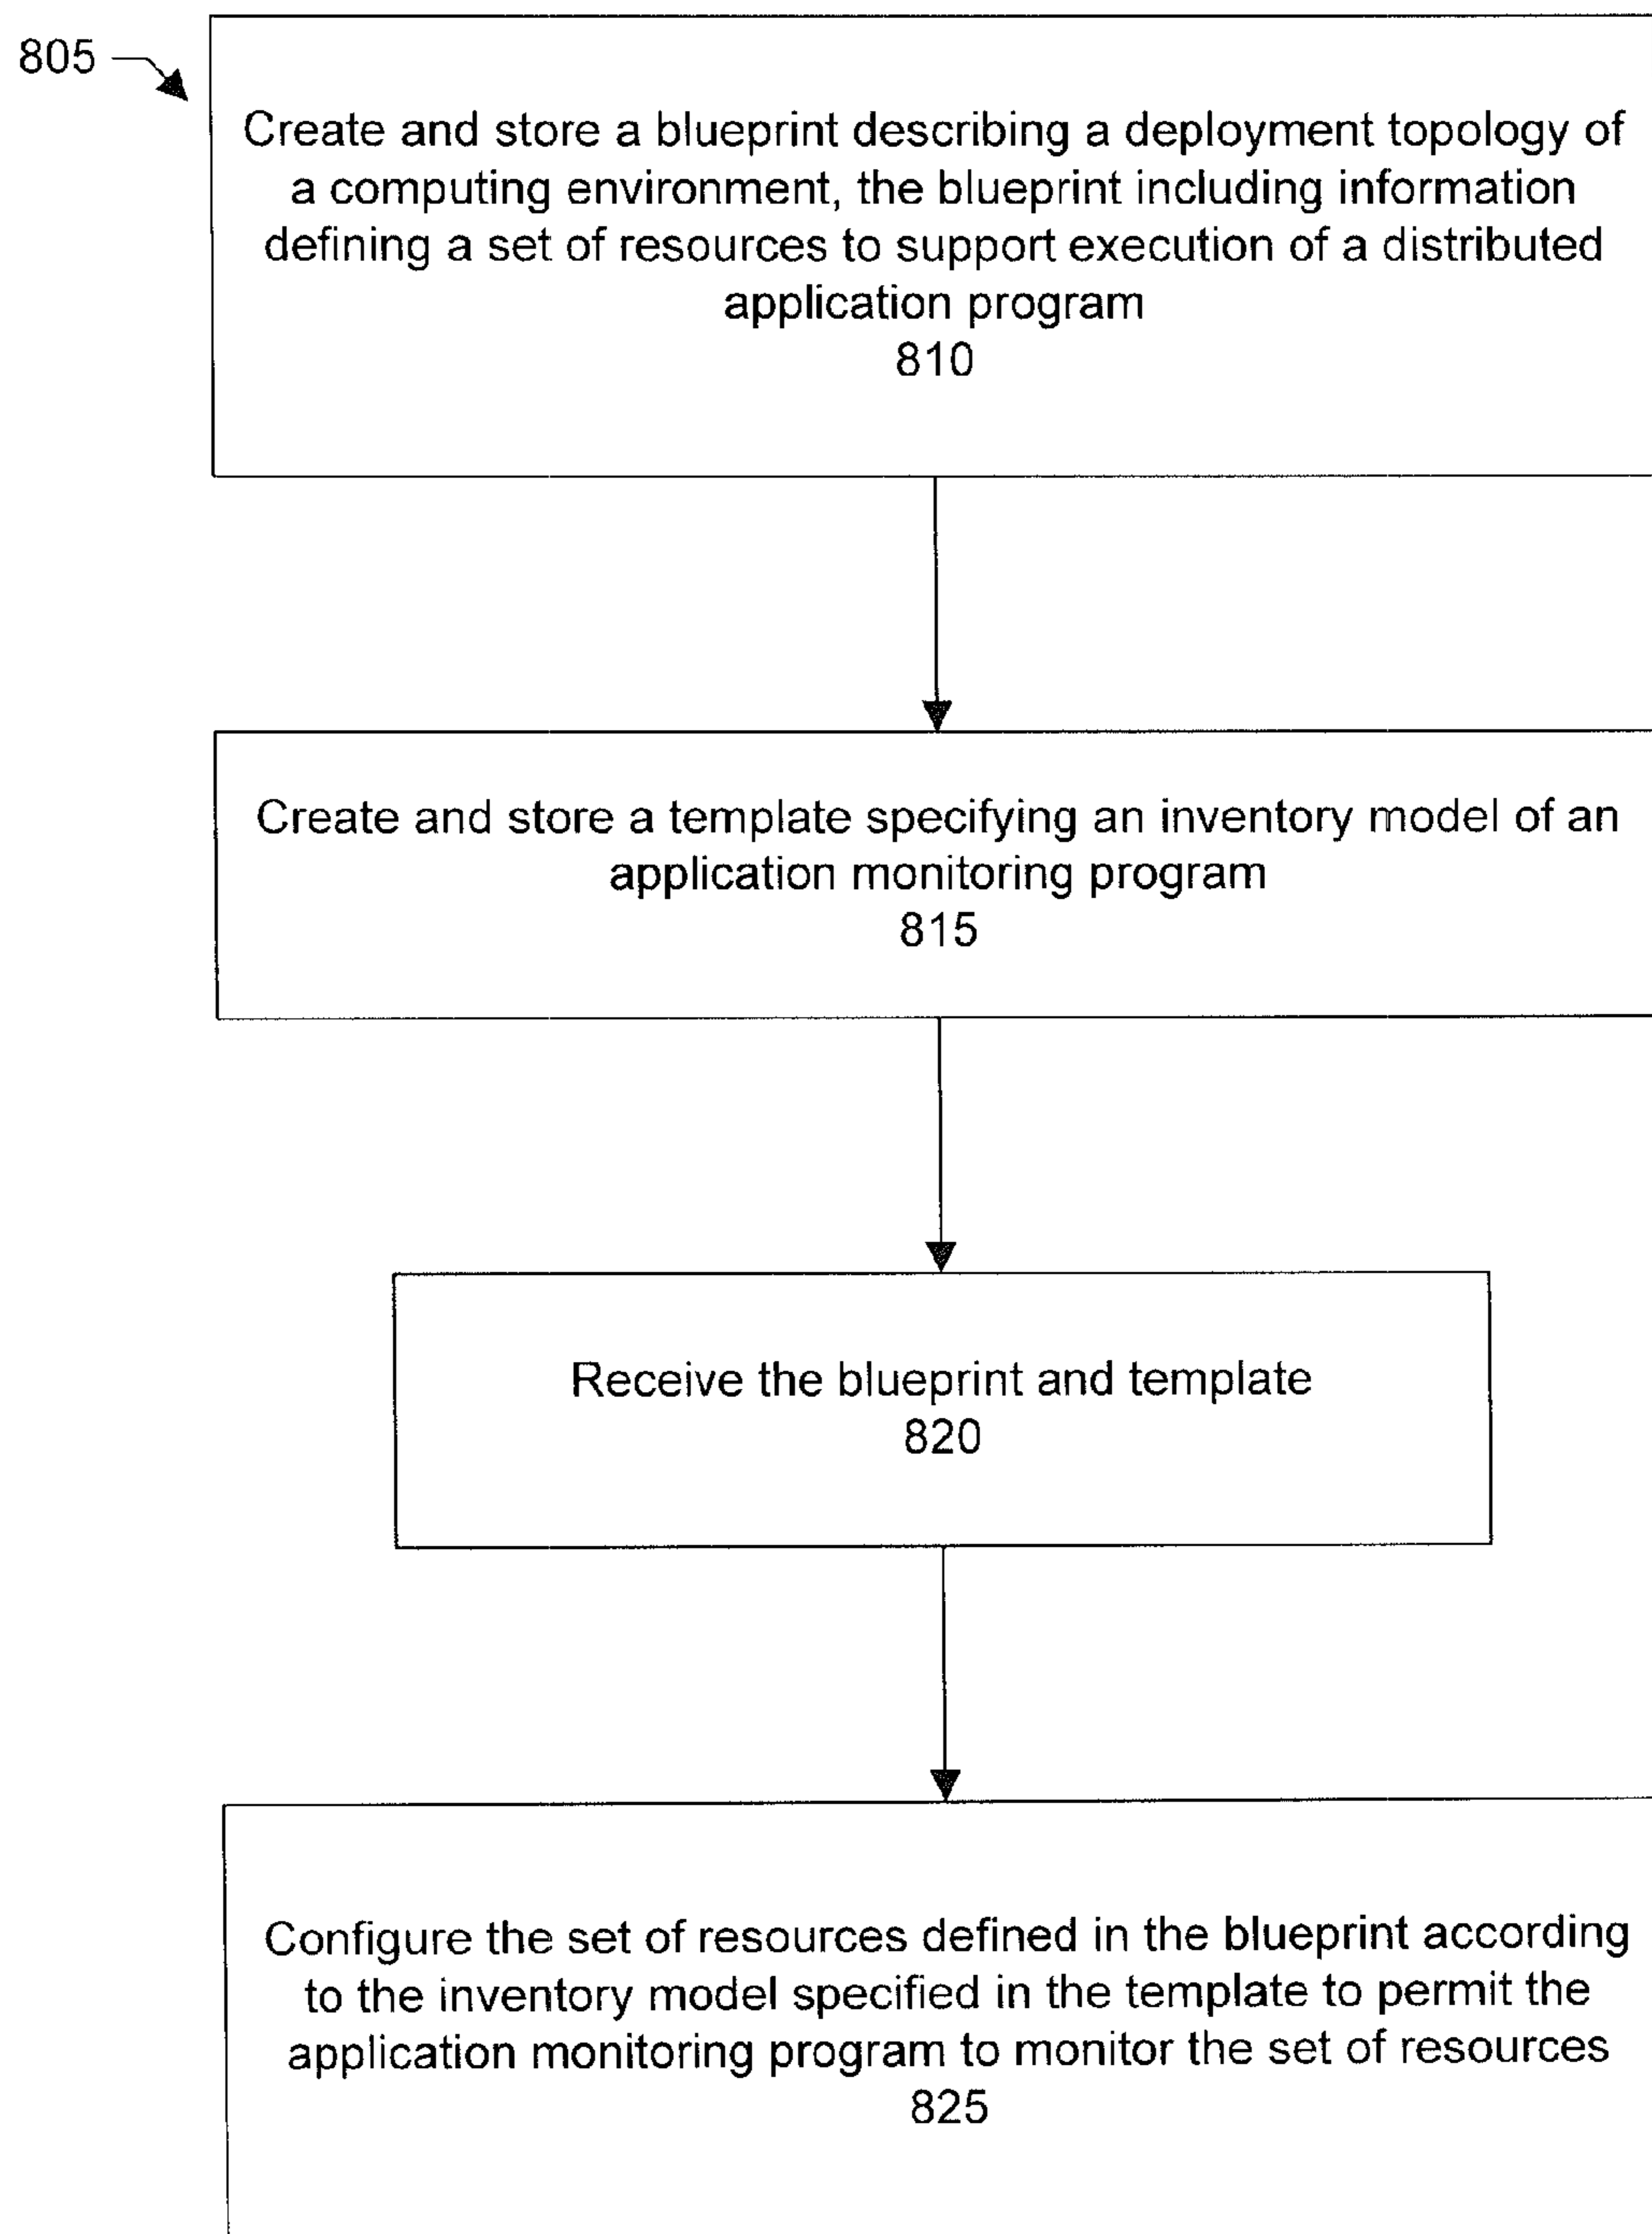 805
Create and store a blueprint describing a deployment topology of
a computing environment, the blueprint including information
defining a set of resources to support execution of a distributed
application program
810
Create and store a template specifying an inventory model of an
application monitoring program
815
Receive the blueprint and template
820
Configure the set of resources defined in the blueprint according
to the inventory model specified in the template to permit the
application monitoring program to monitor the set of resources
825